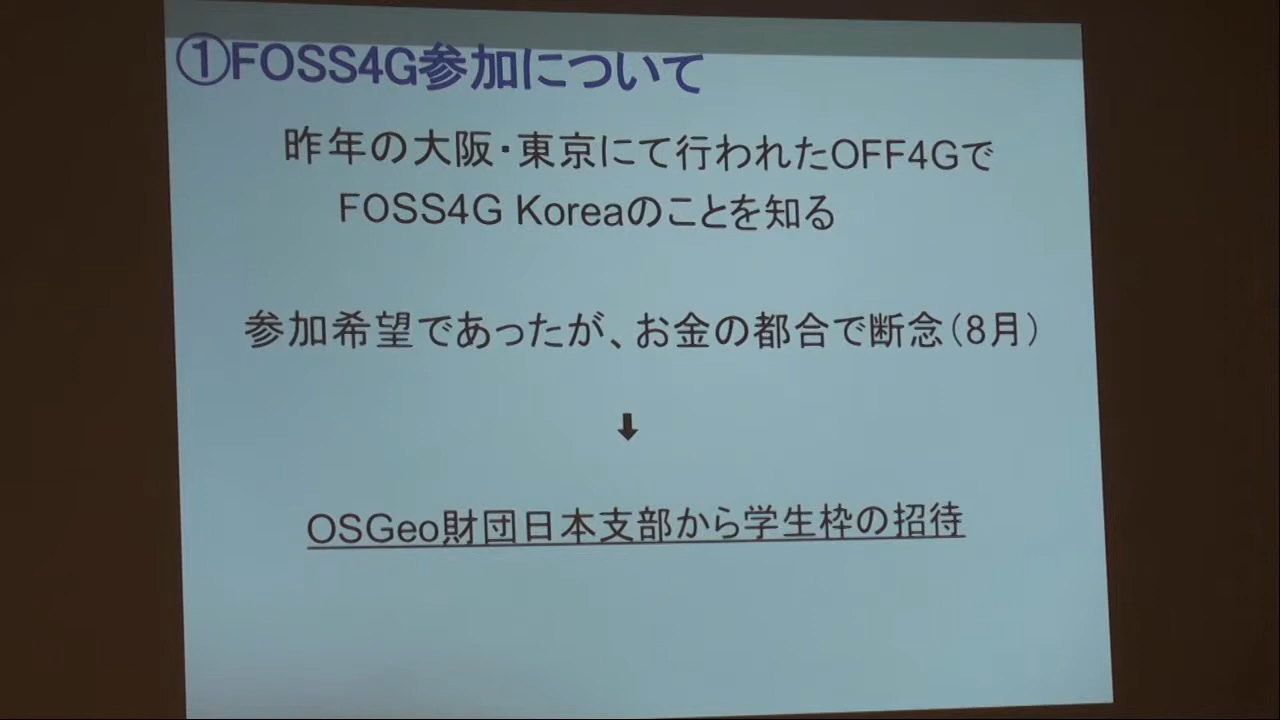 ①FOSS4G参加について
昨年の大阪・東京にて行われたOFF4Gで
FOSS4G Koreaのことを知る
参加希望であったが、お金の都合で断念(8月)
⬇
OSGeo財団日本支部から学生枠の招待